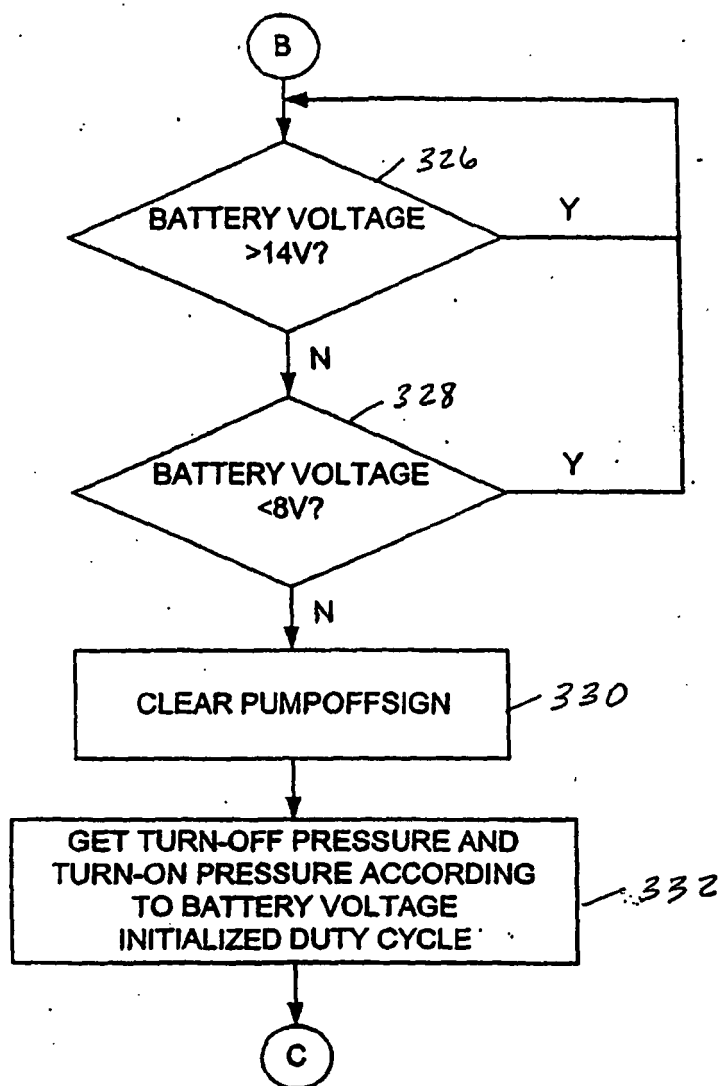 B
326
BATTERY VOLTAGE
>14V?
Y
N
328
BATTERY VOLTAGE
<8V?
Y
N
CLEAR PUMPOFFSIGN
330
GET TURN-OFF PRESSURE AND
TURN-ON PRESSURE ACCORDING
TO BATTERY VOLTAGE
INITIALIZED DUTY CYCLE
332
C